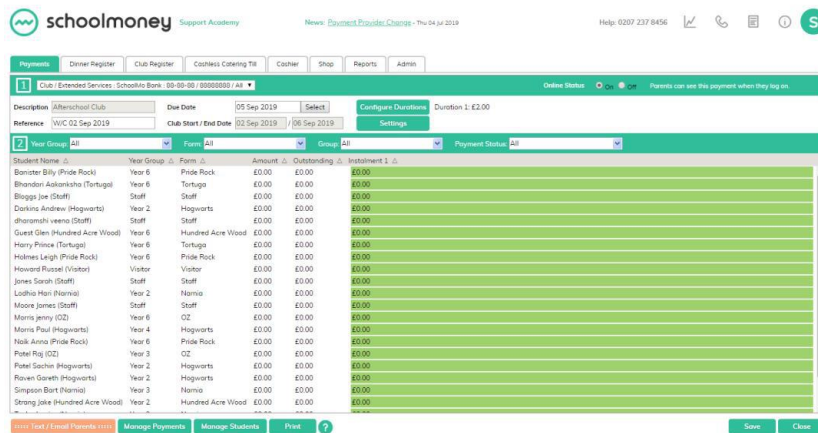 schoolmoney Support Academy News: Payment Provider Change - Thu 04 Jul 2019 Help: 0207 237 8456 S
Payments Dinner Register Club Register Cashless Catering Till Cashier Shop Reports Admin
1 Club / Extended Services : SchoolMo Bank : 00-00-00 / 00000000 / All Online Status On Off Parents can see this payment when they log on.
Description Afterschool Club Due Date 05 Sep 2019 Select Configure Durations Duration 1: £2.00
Reference W/C 02 Sep 2019 Club Start / End Date 02 Sep 2019 / 06 Sep 2019 Settings
2 Year Group: All Form: All Group: All Payment Status: All
Student Name Year Group Form Amount Outstanding Instalment 1
Banister Billy (Pride Rock) Year 6 Pride Rock £0.00 £0.00 £0.00
Bhandari Aakanksha (Tortuga) Year 6 Tortuga £0.00 £0.00 £0.00
Bloggs Joe (Staff) Staff Staff £0.00 £0.00 £0.00
Darkins Andrew (Hogwarts) Year 2 Hogwarts £0.00 £0.00 £0.00
dharamshi veena (Staff) Staff Staff £0.00 £0.00 £0.00
Guest Glen (Hundred Acre Wood) Year 6 Hundred Acre Wood £0.00 £0.00 £0.00
Harry Prince (Tortuga) Year 6 Tortuga £0.00 £0.00 £0.00
Holmes Leigh (Pride Rock) Year 6 Pride Rock £0.00 £0.00 £0.00
Howard Russel (Visitor) Visitor Visitor £0.00 £0.00 £0.00
Jones Sarah (Staff) Staff Staff £0.00 £0.00 £0.00
Lodhia Hari (Narnia) Year 2 Narnia £0.00 £0.00 £0.00
Moore James (Staff) Staff Staff £0.00 £0.00 £0.00
Morris jenny (OZ) Year 6 OZ £0.00 £0.00 £0.00
Morris Paul (Hogwarts) Year 4 Hogwarts £0.00 £0.00 £0.00
Naik Anna (Pride Rock) Year 6 Pride Rock £0.00 £0.00 £0.00
Patel Raj (OZ) Year 3 OZ £0.00 £0.00 £0.00
Patel Sachin (Hogwarts) Year 2 Hogwarts £0.00 £0.00 £0.00
Raven Gareth (Hogwarts) Year 2 Hogwarts £0.00 £0.00 £0.00
Simpson Bart (Narnia) Year 3 Narnia £0.00 £0.00 £0.00
Strang Jake (Hundred Acre Wood) Year 2 Hundred Acre Wood £0.00 £0.00 £0.00
::::: Text / Email Parents ::::: Manage Payments Manage Students Print ? Save Close